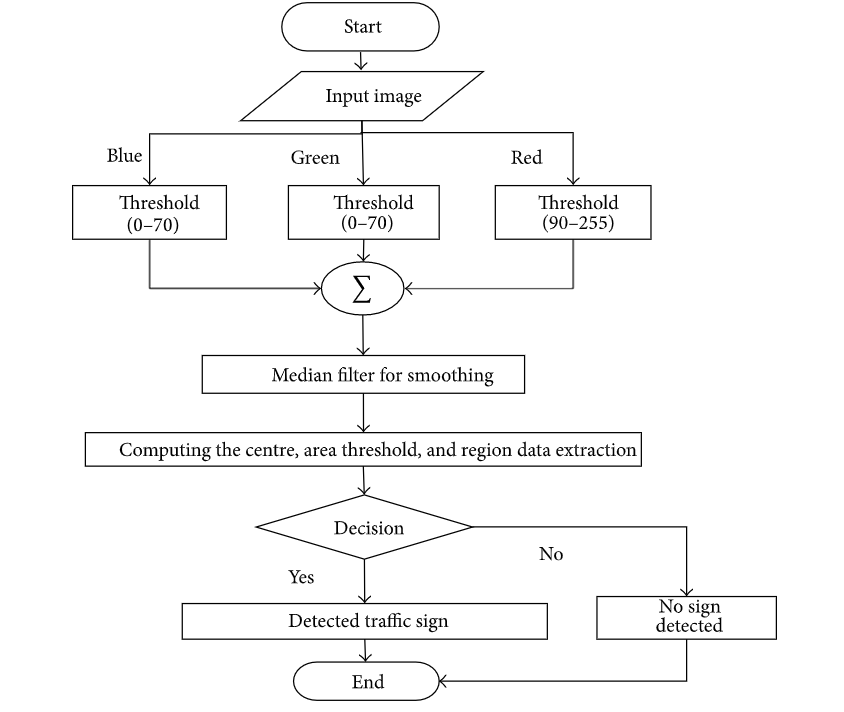 Start
Input image
Blue
Green
Red
Threshold
(0–70)
Threshold
(0–70)
Threshold
(90–255)
∑
Median filter for smoothing
Computing the centre, area threshold, and region data extraction
Decision
No
Yes
Detected traffic sign
No sign
detected
End